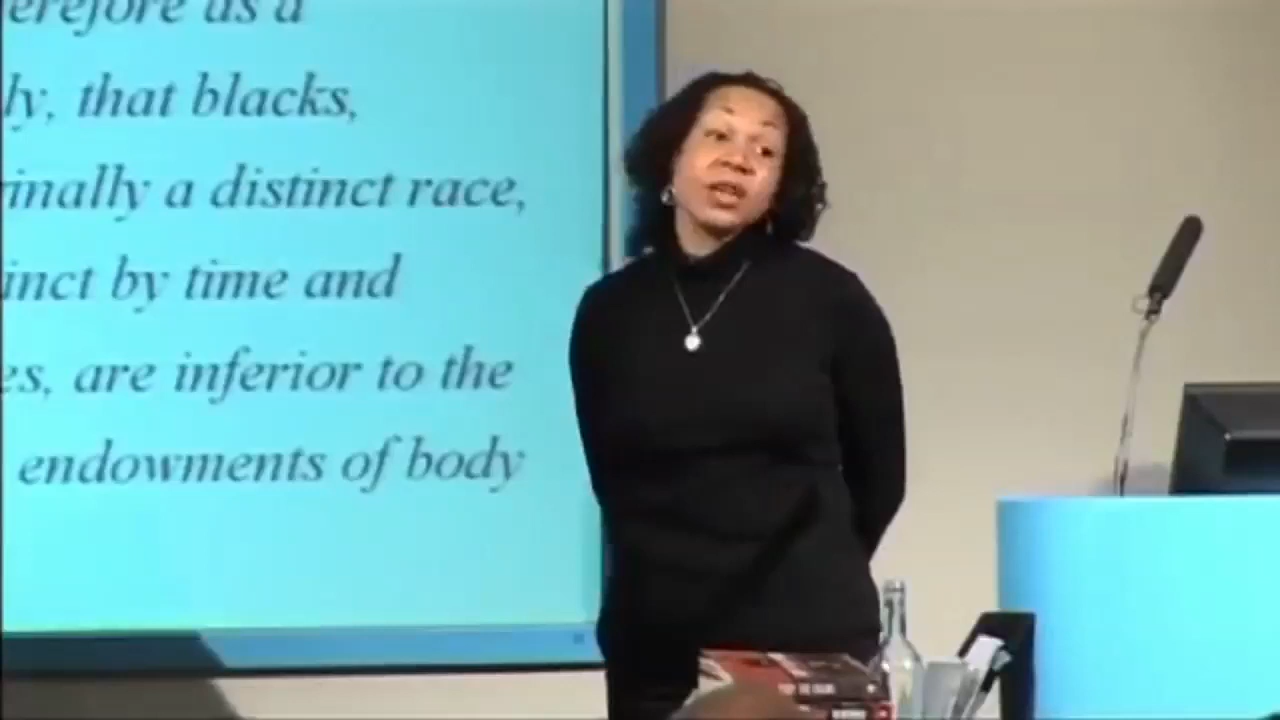 erefore as a
ly, that blacks,
inally a distinct race,
inct by time and
es, are inferior to the
endowments of body